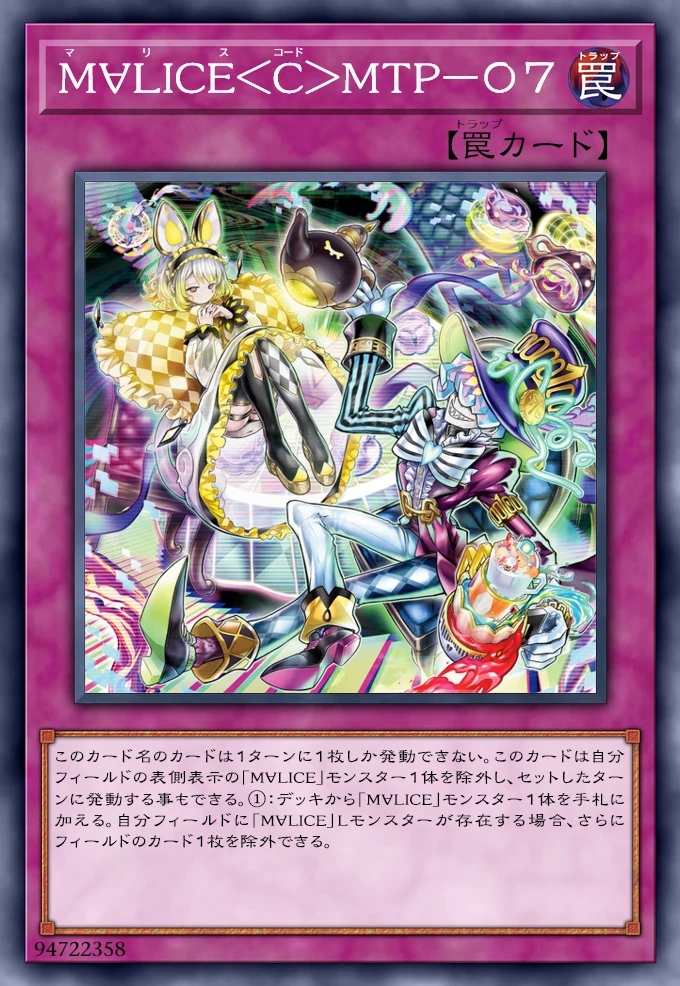 マリスコード
M∀LICE<C>MTP-07
トラップ
罠
トラップ
【罠カード】
このカード名のカードは1ターンに1枚しか発動できない。このカードは自分
フィールドの表側表示の「M∀LICE」モンスター1体を除外し、セットしたター
ンに発動する事もできる。①:デッキから「M∀LICE」モンスター1体を手札に
加える。自分フィールドに「M∀LICE」Lモンスターが存在する場合、さらに
フィールドのカード1枚を除外できる。
94722358